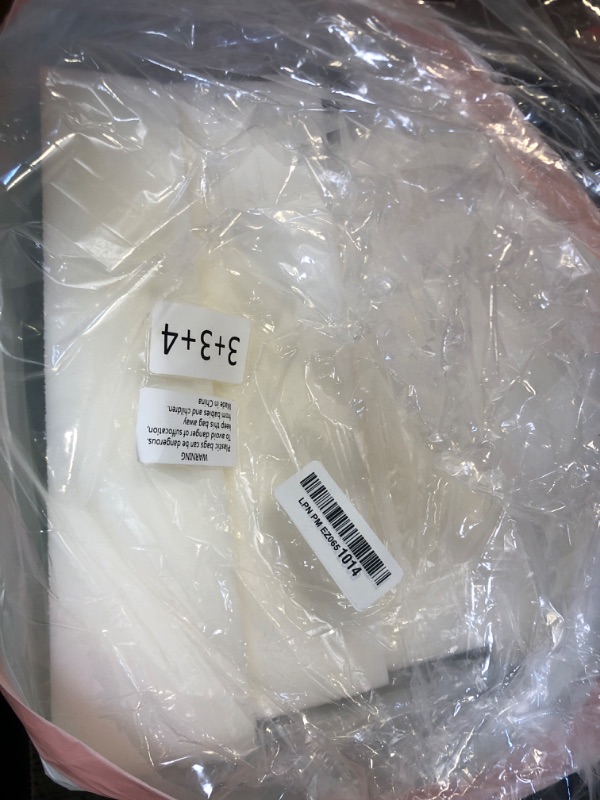 3+3+4
WARNING
Plastic bags can be dangerous.
To avoid danger of suffocation,
keep this bag away
from babies and children.
Made in China
LPN PM EZ065 1014